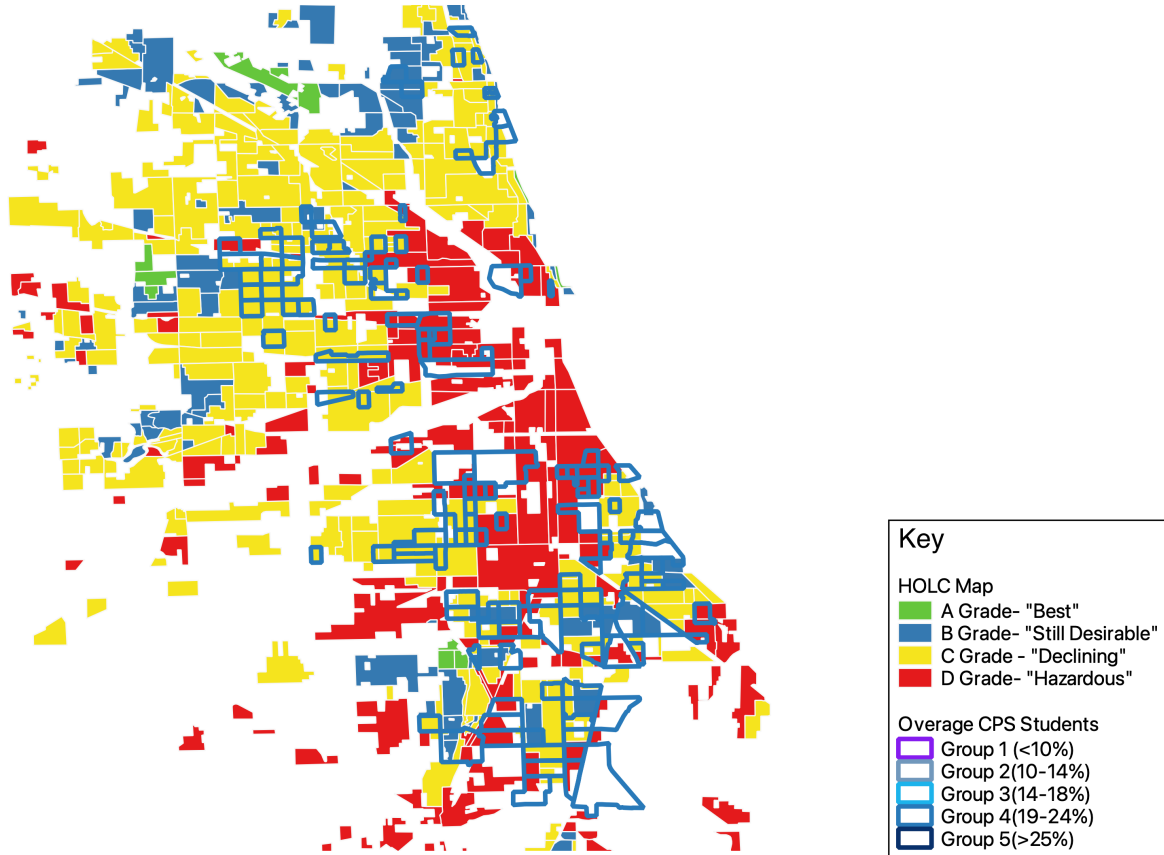 Key
HOLC Map
A Grade- "Best"
B Grade- "Still Desirable"
C Grade - "Declining"
D Grade- "Hazardous"
Overage CPS Students
Group 1 (<10%)
Group 2(10-14%)
Group 3(14-18%)
Group 4(19-24%)
Group 5(>25%)